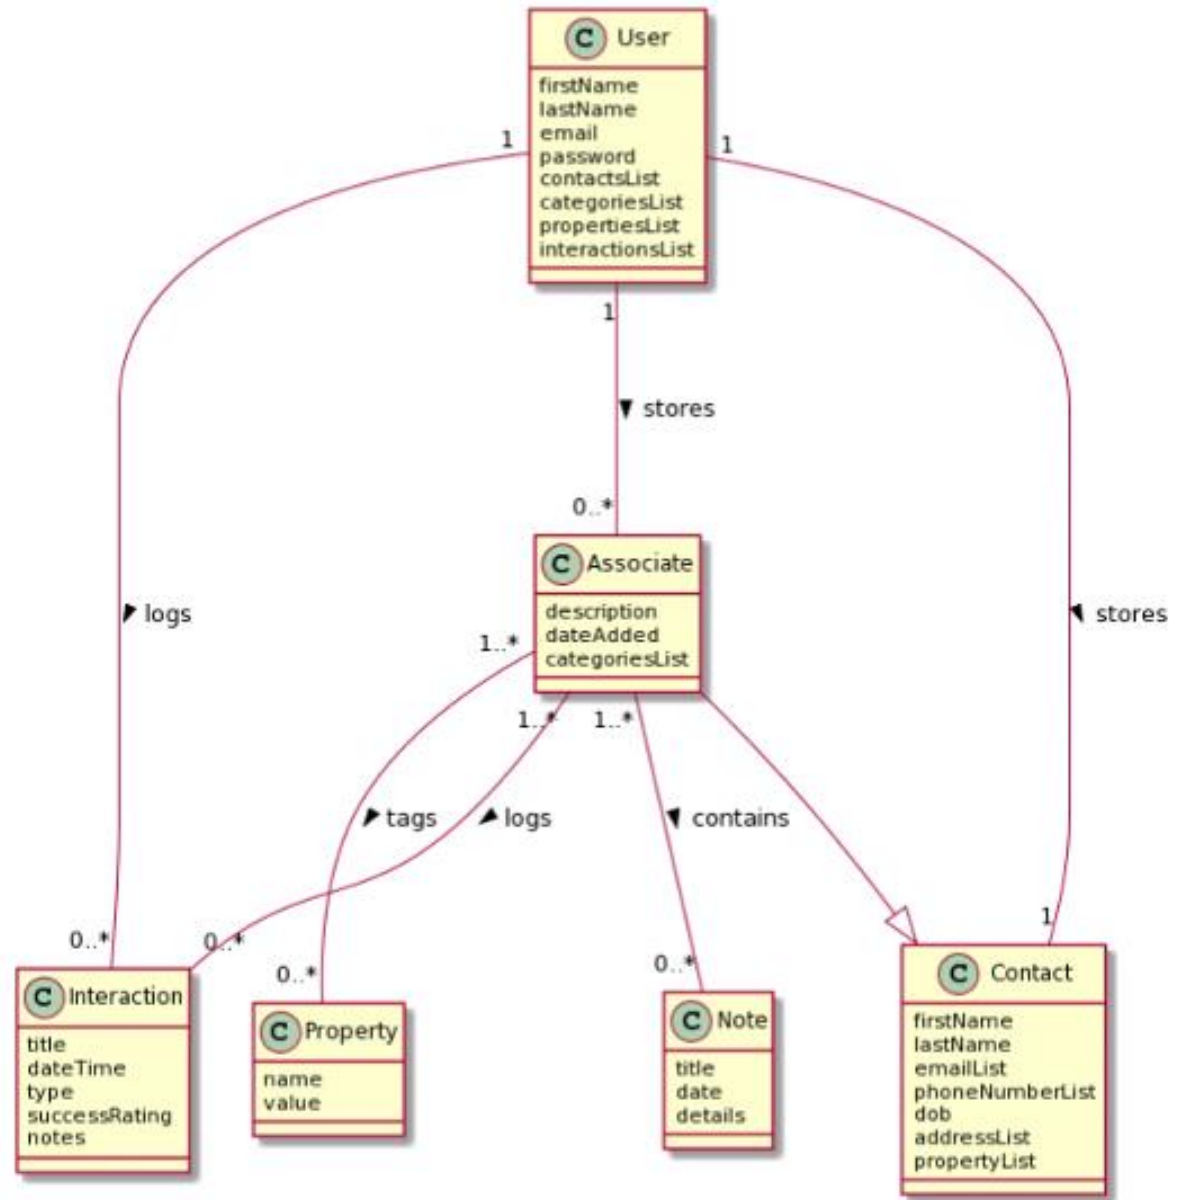 C User
firstName
lastName
email
password
contactsList
categoriesList
propertiesList
interactionsList
1
1
1
stores
0..*
C Associate
description
dateAdded
categoriesList
logs
stores
1..*
1..*
1..*
tags
logs
contains
0..*
0..*
0..*
0..*
1
C Interaction
title
dateTime
type
successRating
notes
C Property
name
value
C Note
title
date
details
C Contact
firstName
lastName
emailList
phoneNumberList
dob
addressList
propertyList